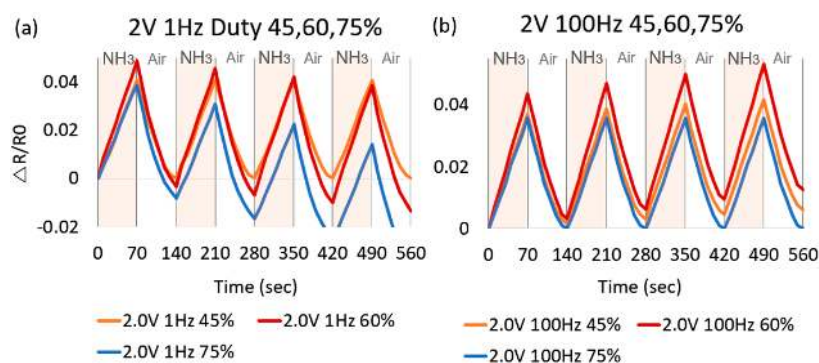 (a) 2V 1Hz Duty 45,60,75%
NH3 Air NH3 Air NH3 Air NH3 Air
0.04
0.02
0
-0.02
△R/R0
0 70 140 210 280 350 420 490 560
Time (sec)
2.0V 1Hz 45% 2.0V 1Hz 60%
2.0V 1Hz 75%
(b) 2V 100Hz 45,60,75%
NH3 Air NH3 Air NH3 Air NH3 Air
0.04
0.02
0
0 70 140 210 280 350 420 490 560
Time (sec)
2.0V 100Hz 45% 2.0V 100Hz 60%
2.0V 100Hz 75%